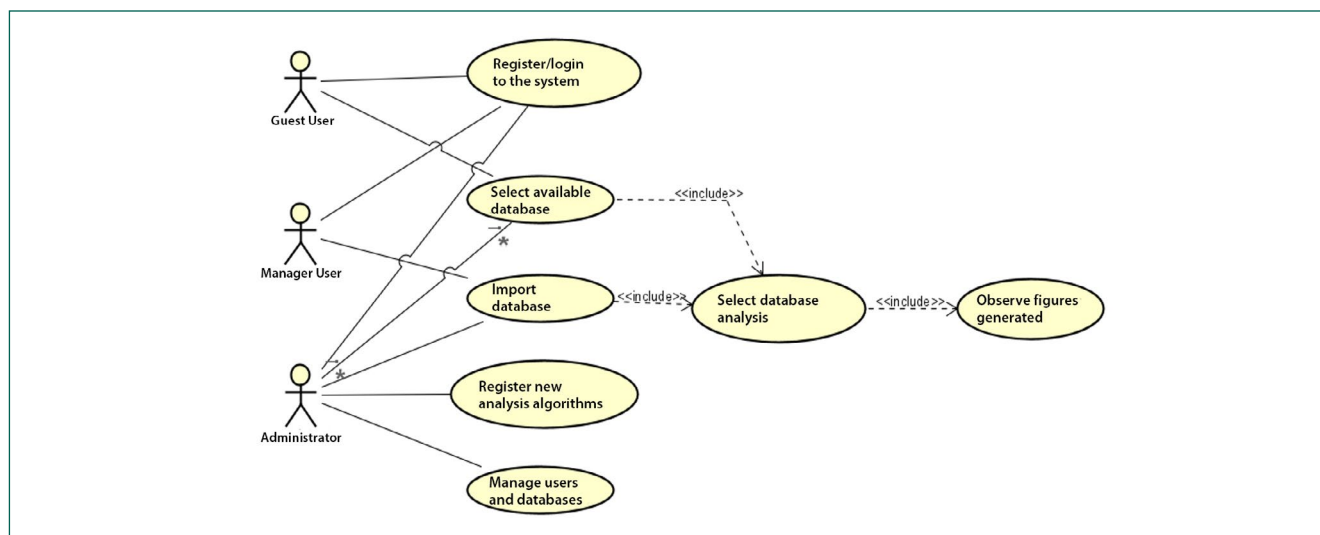 Register/login
to the system
Guest User
Select available
database
<<include>>
*
Manager User
Import
database
<<include>>
Select database
analysis
<<include>>
Observe figures
generated
*
Register new
analysis algorithms
Administrator
Manage users
and databases